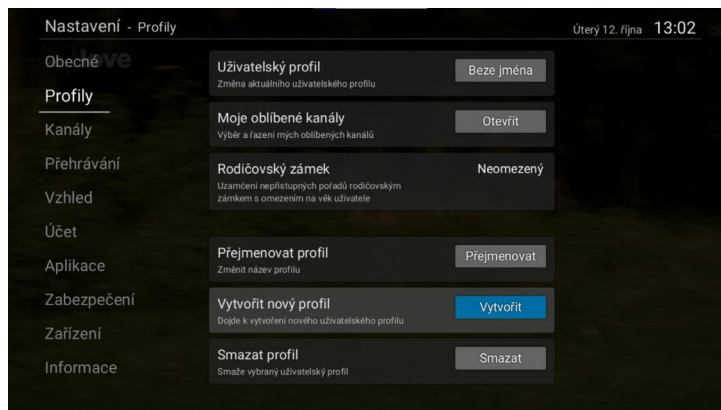 Nastavení - Profily
Úterý 12. října 13:02
love
Obecné
Profily
Kanály
Přehrávání
Vzhled
Účet
Aplikace
Zabezpečení
Zařízení
Informace
Uživatelský profil
Změna aktuálního uživatelského profilu
Beze jména
Moje oblíbené kanály
Výběr a řazení mých oblíbených kanálů
Otevřít
Rodičovský zámek
Uzamčení nepřístupných pořadů rodičovským
zámkem s omezením na věk uživatele
Neomezený
Přejmenovat profil
Změnit název profilu
Přejmenovat
Vytvořit nový profil
Dojde k vytvoření nového uživatelského profilu
Vytvořit
Smazat profil
Smaže vybraný uživatelský profil
Smazat